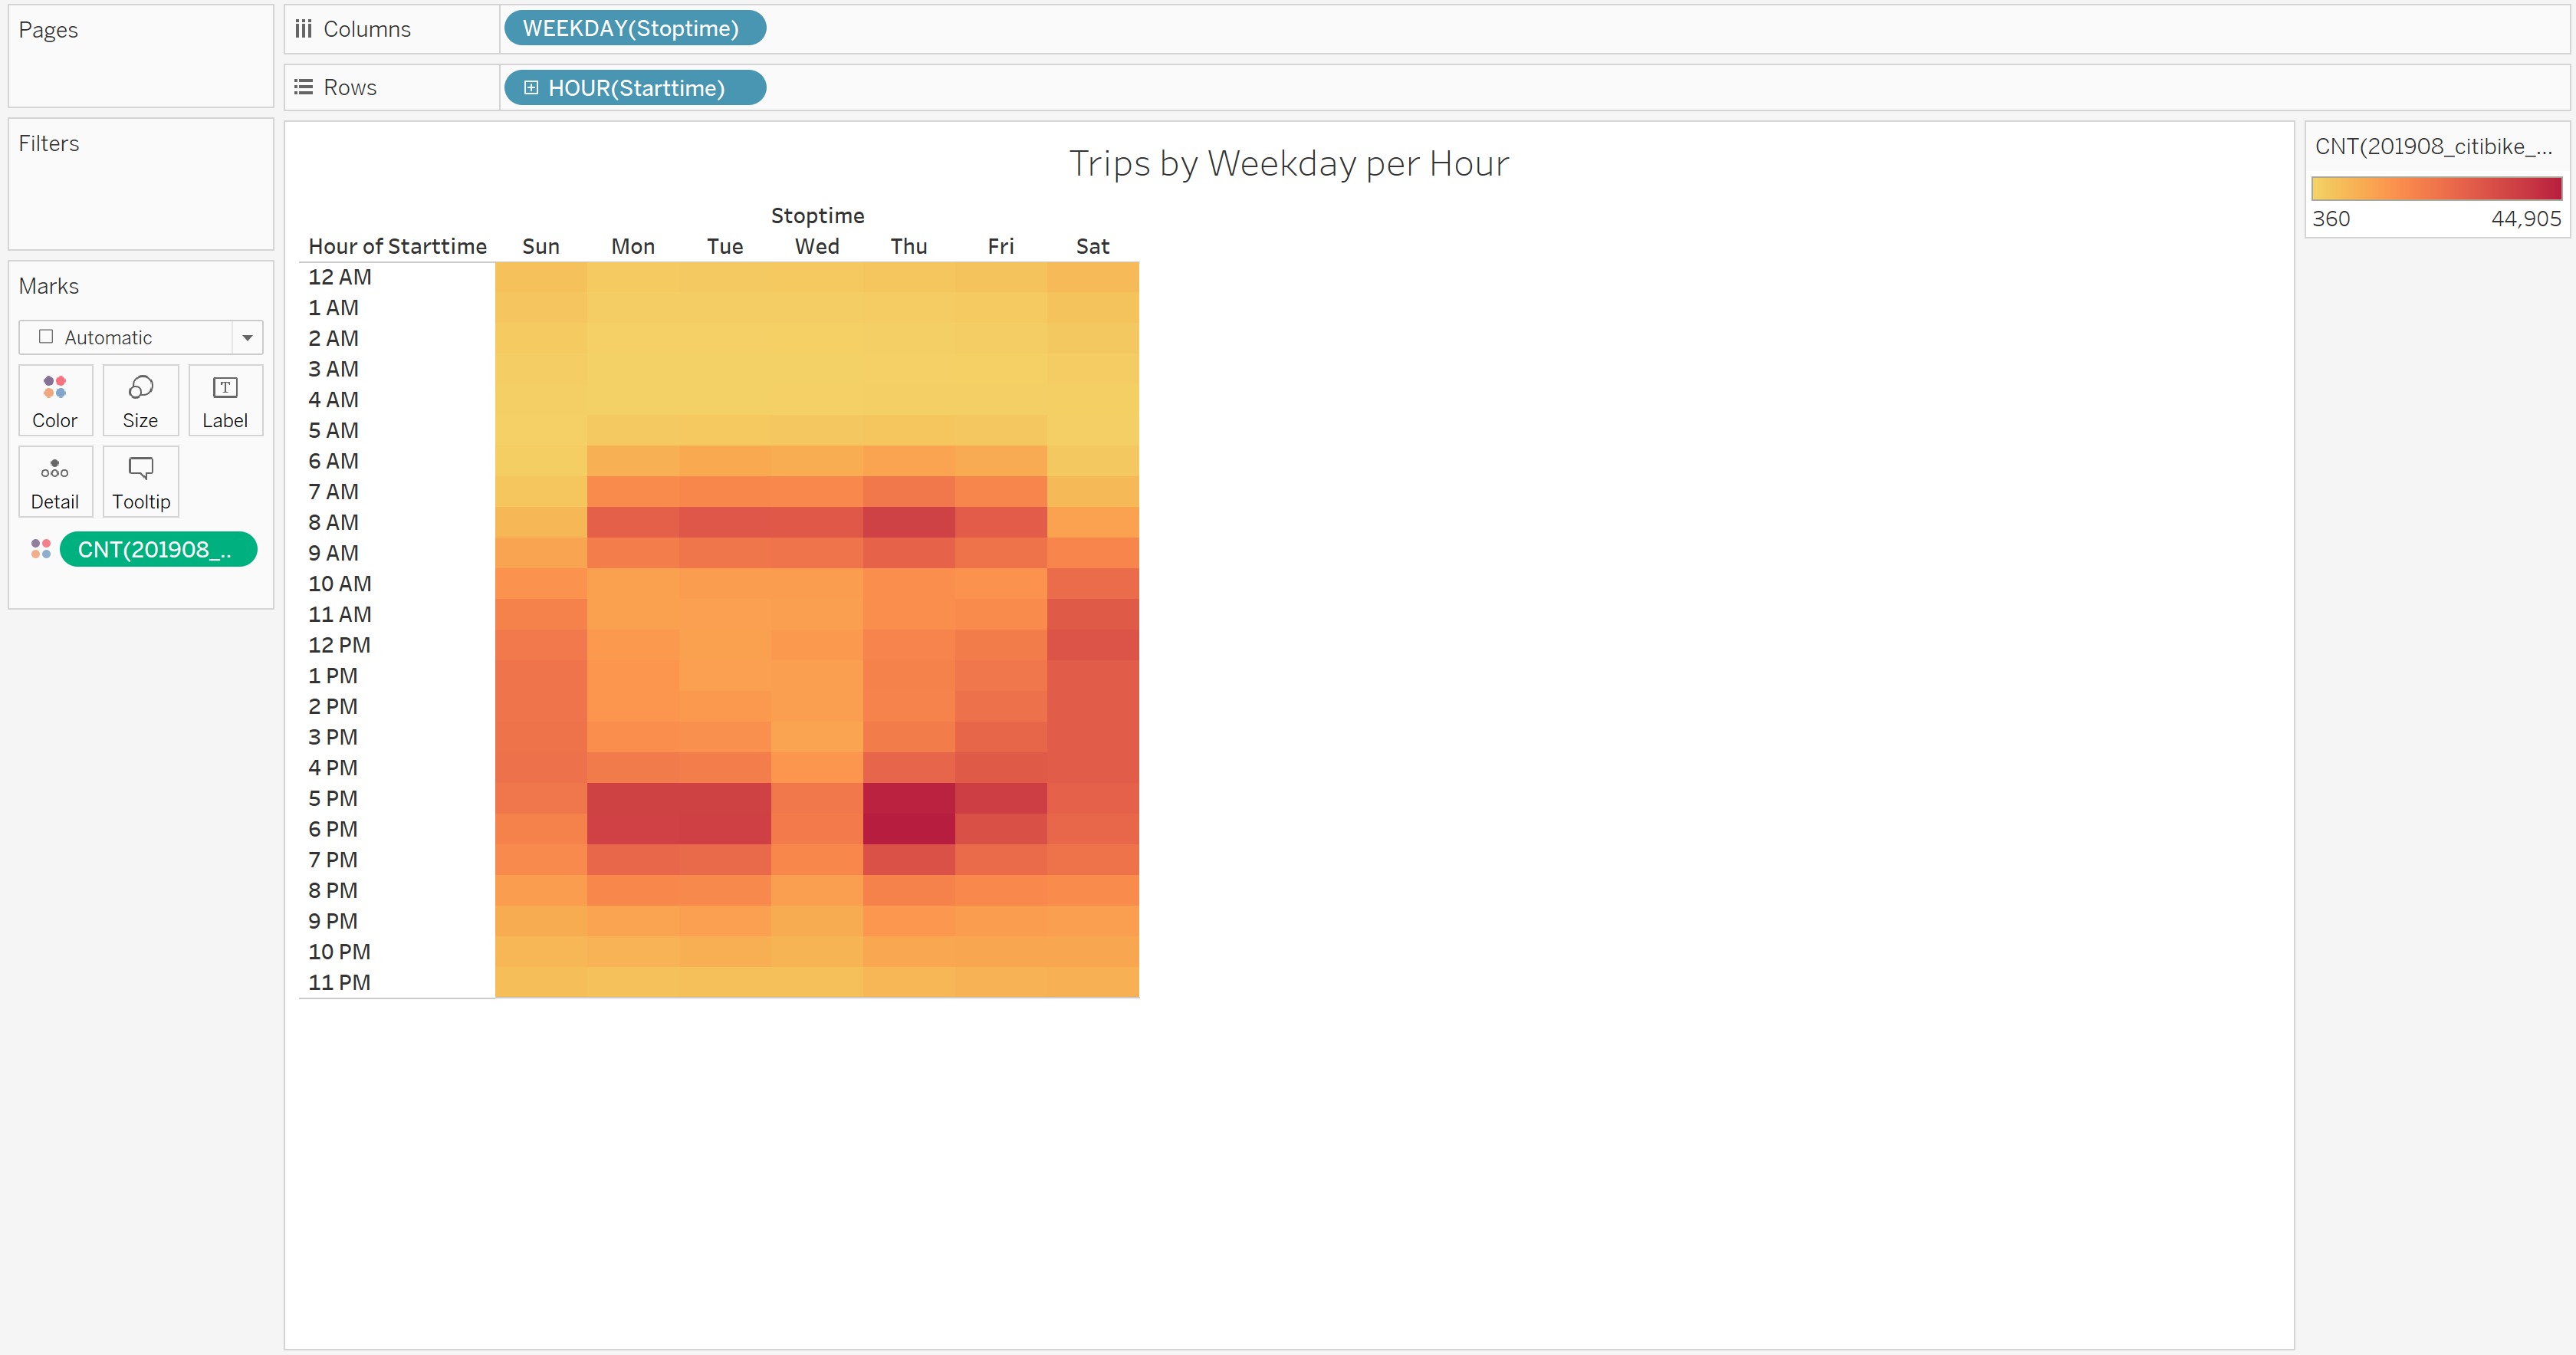 Pages
Columns
WEEKDAY(Stoptime)
Rows
HOUR(Starttime)
Filters
Marks
Automatic
Color
Size
T
Label
Detail
Tooltip
CNT(201908_..
Trips by Weekday per Hour
Stoptime
Hour of Starttime Sun Mon Tue Wed Thu Fri Sat
12 AM
1 AM
2 AM
3 AM
4 AM
5 AM
6 AM
7 AM
8 AM
9 AM
10 AM
11 AM
12 PM
1 PM
2 PM
3 PM
4 PM
5 PM
6 PM
7 PM
8 PM
9 PM
10 PM
11 PM
CNT(201908_citibike_...
360 44,905